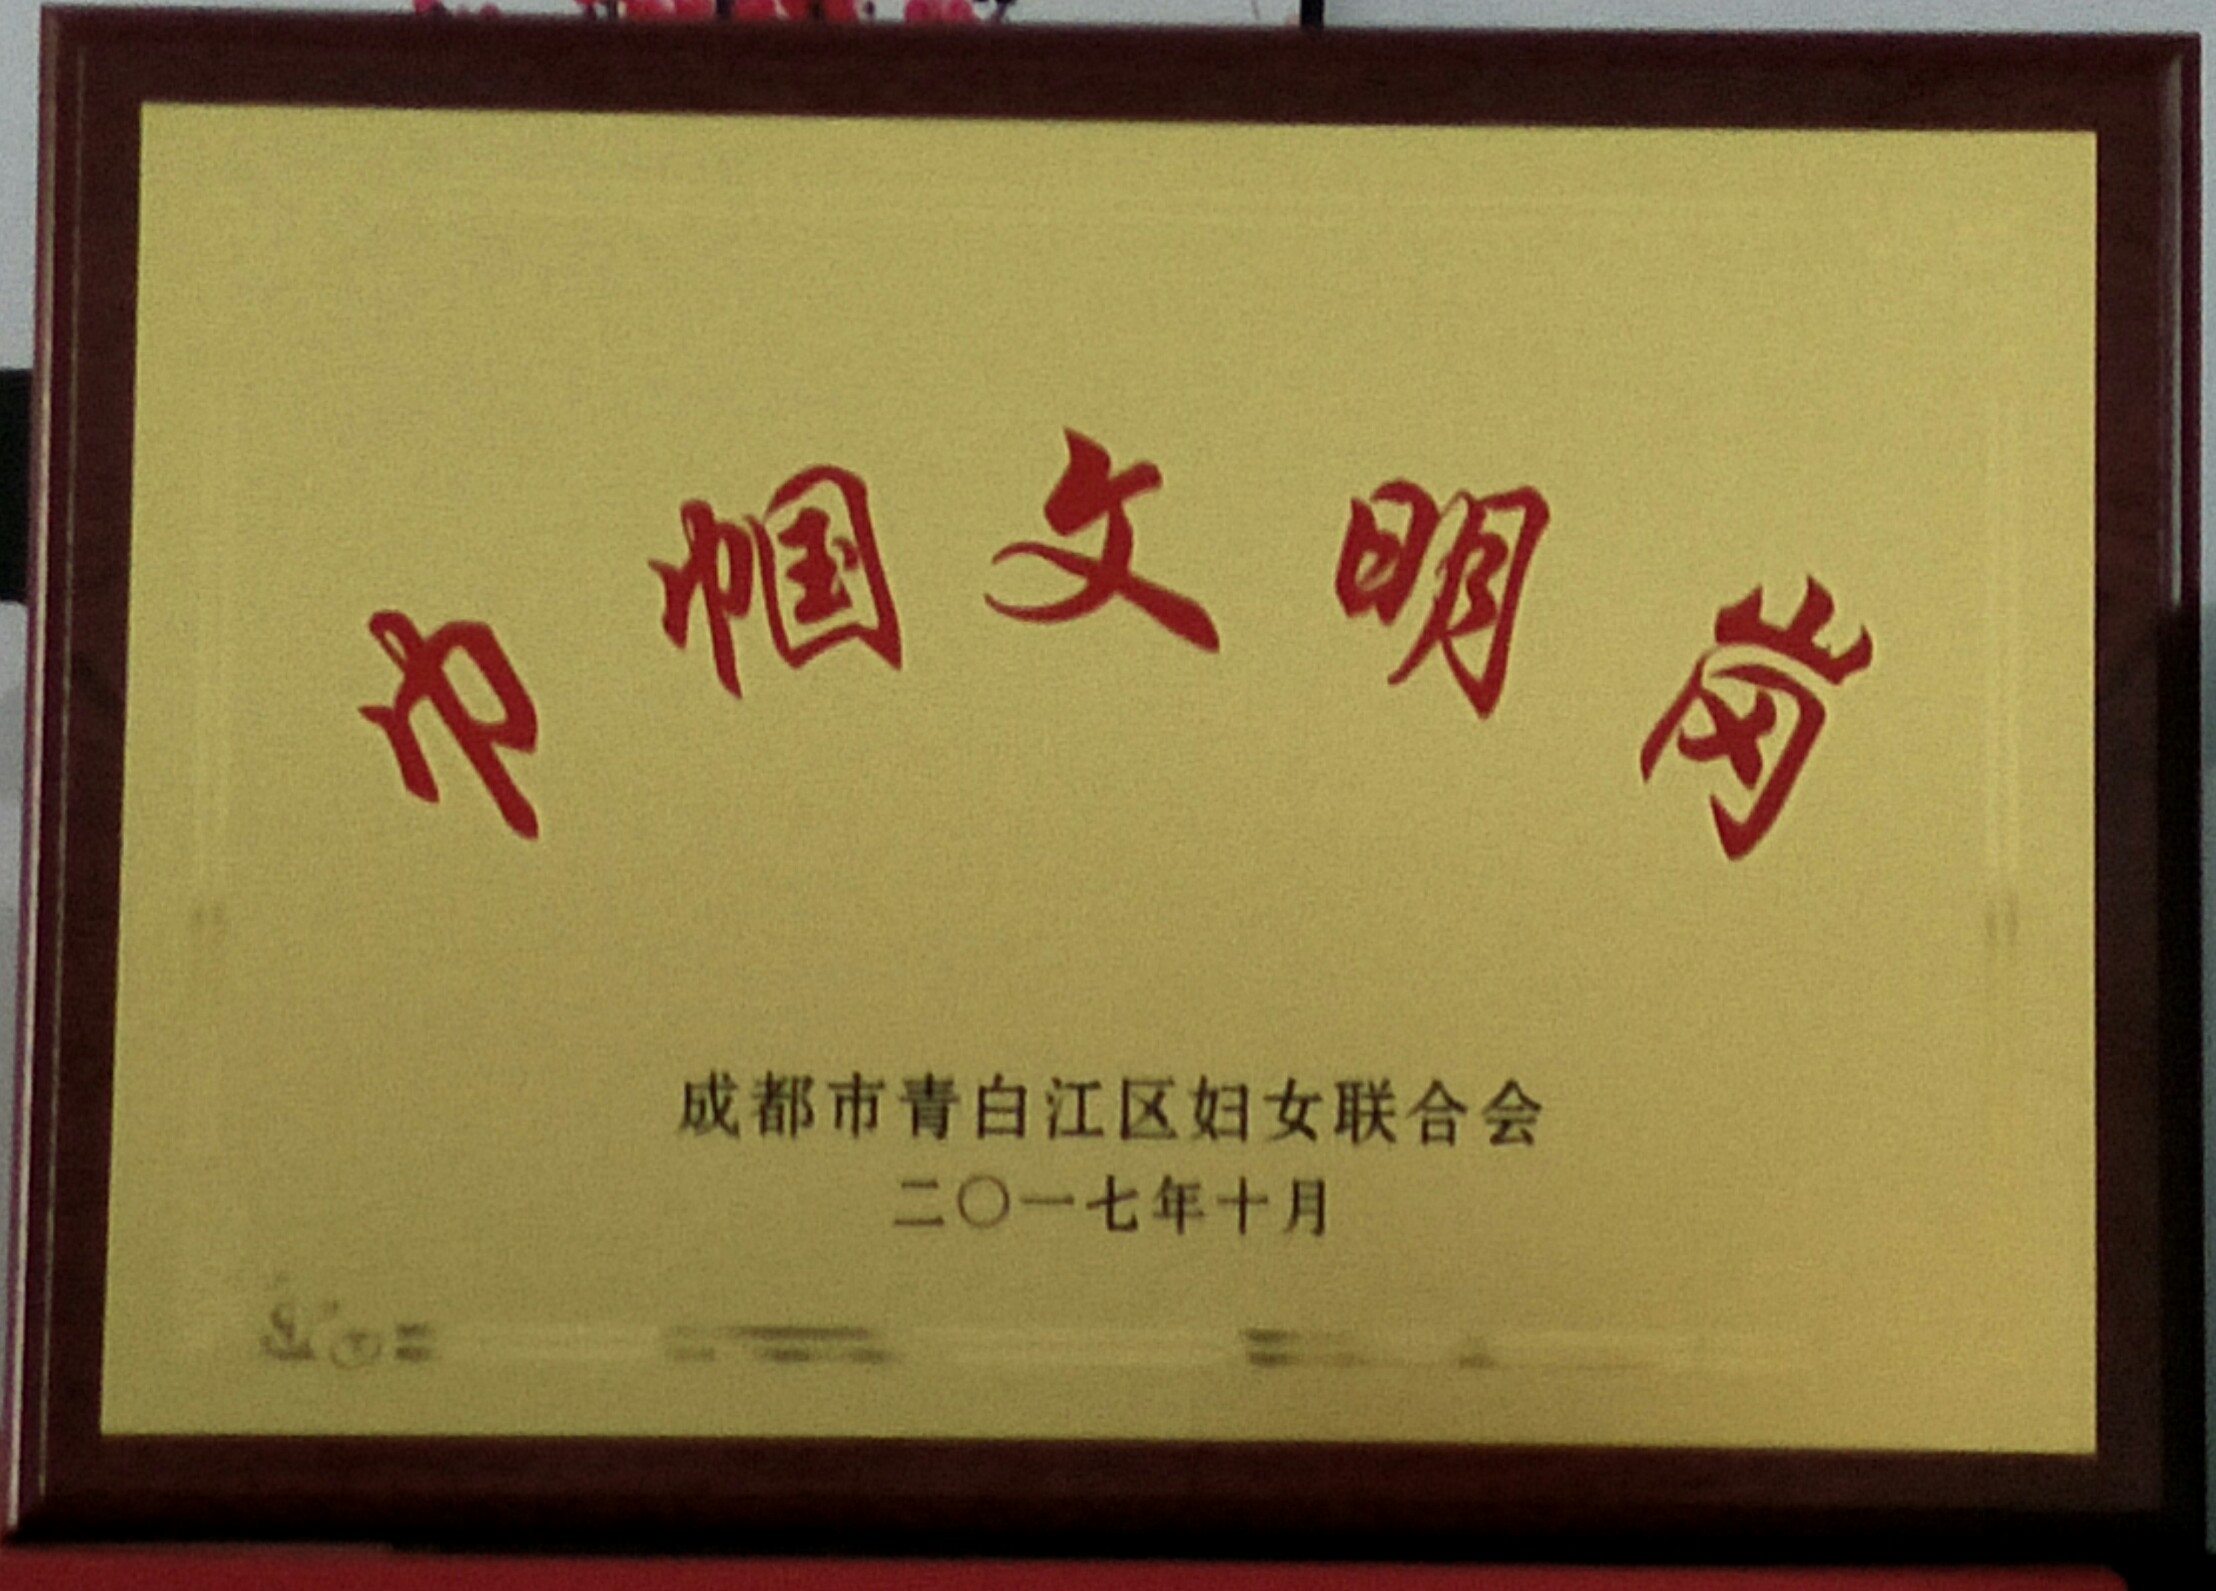 巾帼文明岗
成都市青白江区妇女联合会
二〇一七年十月